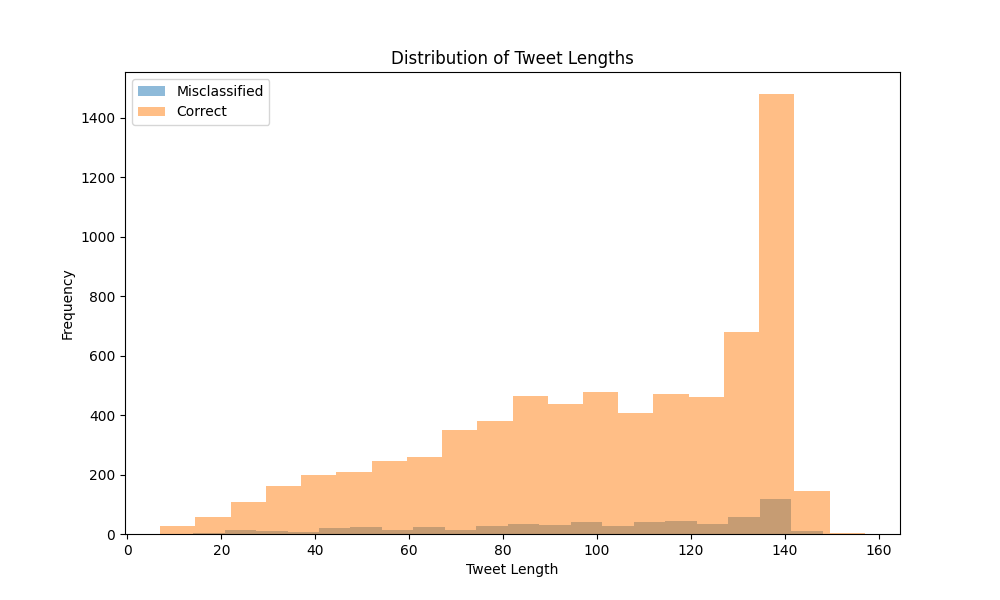 Distribution of Tweet Lengths
Misclassified
Correct
1400
1200
1000
800
600
400
200
0
Frequency
0 20 40 60 80 100 120 140 160
Tweet Length